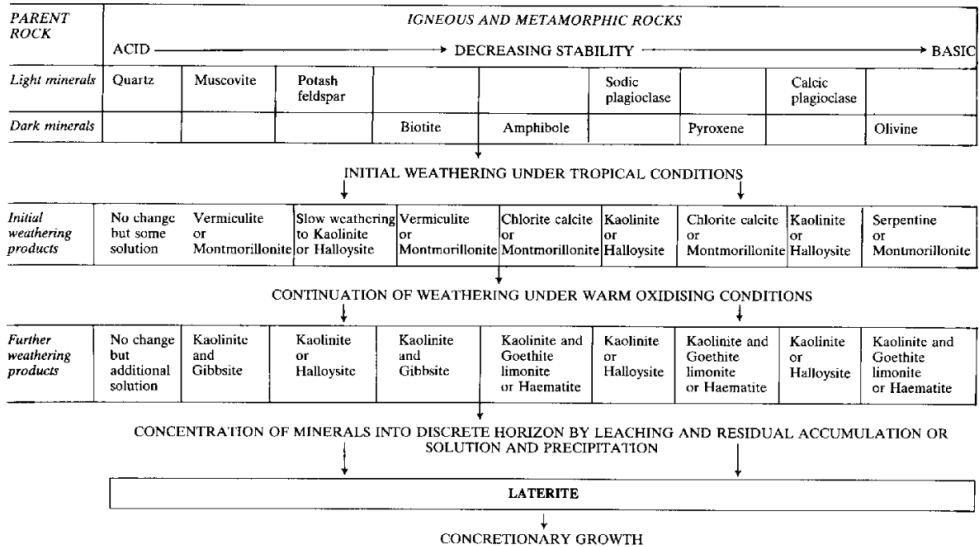 PARENT
ROCK
IGNEOUS AND METAMORPHIC ROCKS
ACID DECREASING STABILITY BASIC
Light minerals Quartz Muscovite Potash
feldspar Sodic
plagioclase Calcic
plagioclase
Dark minerals Biotite Amphibole Pyroxene Olivine
INITIAL WEATHERING UNDER TROPICAL CONDITIONS
Initial
weathering
products
No change
but some
solution
Vermiculite
or
Montmorillonite
Slow weathering
to Kaolinite
or Halloysite
Vermiculite
or
Montmorillonite
Chlorite calcite
or
Montmorillonite
Kaolinite
or
Halloysite
Chlorite calcite
or
Montmorillonite
Kaolinite
or
Halloysite
Serpentine
or
Montmorillonite
CONTINUATION OF WEATHERING UNDER WARM OXIDISING CONDITIONS
Further
weathering
products
No change
but
additional
solution
Kaolinite
and
Gibbsite
Kaolinite
or
Halloysite
Kaolinite
and
Gibbsite
Kaolinite and
Goethite
limonite
or Haematite
Kaolinite
or
Halloysite
Kaolinite and
Goethite
limonite
or Haematite
Kaolinite
or
Halloysite
Kaolinite and
Goethite
limonite
or Haematite
CONCENTRATION OF MINERALS INTO DISCRETE HORIZON BY LEACHING AND RESIDUAL ACCUMULATION OR
SOLUTION AND PRECIPITATION
LATERITE
CONCRETIONARY GROWTH